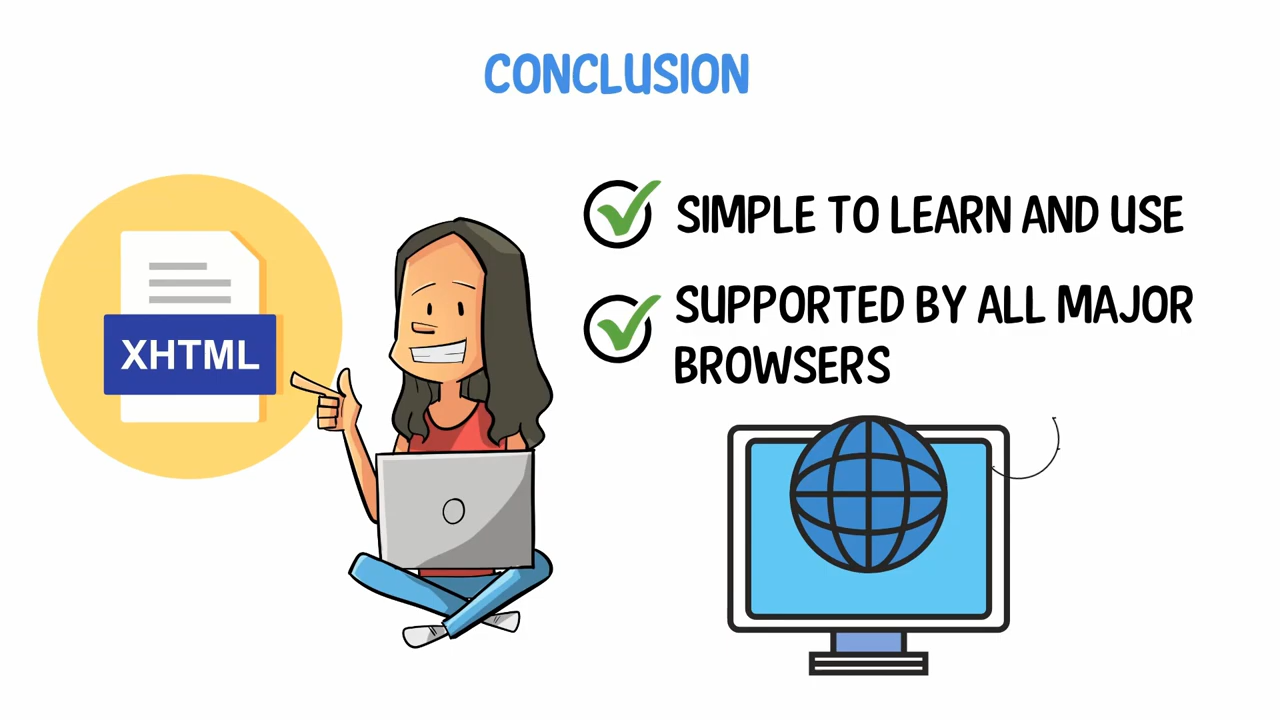 CONCLUSION
XHTML
SIMPLE TO LEARN AND USE
SUPPORTED BY ALL MAJOR
BROWSERS